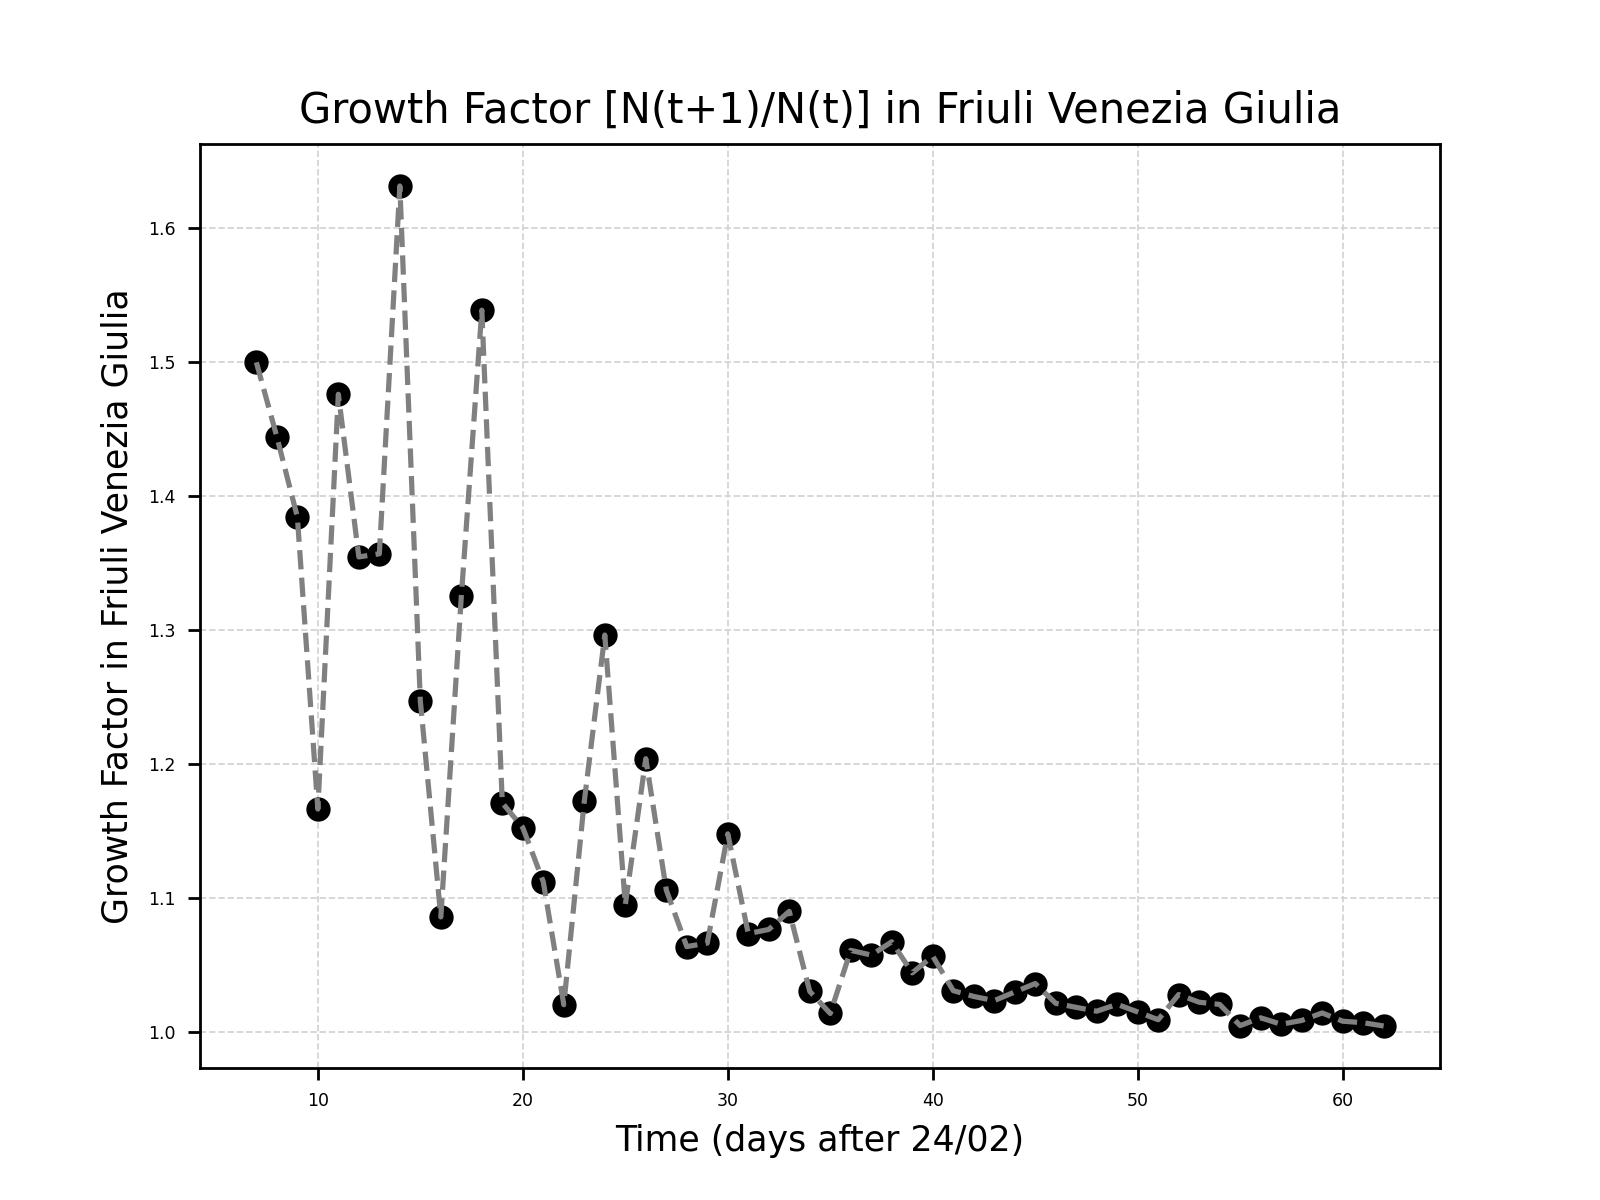 Growth Factor [N(t+1)/N(t)] in Friuli Venezia Giulia
Growth Factor in Friuli Venezia Giulia
1.6
1.5
1.4
1.3
1.2
1.1
1.0
10 20 30 40 50 60
Time (days after 24/02)